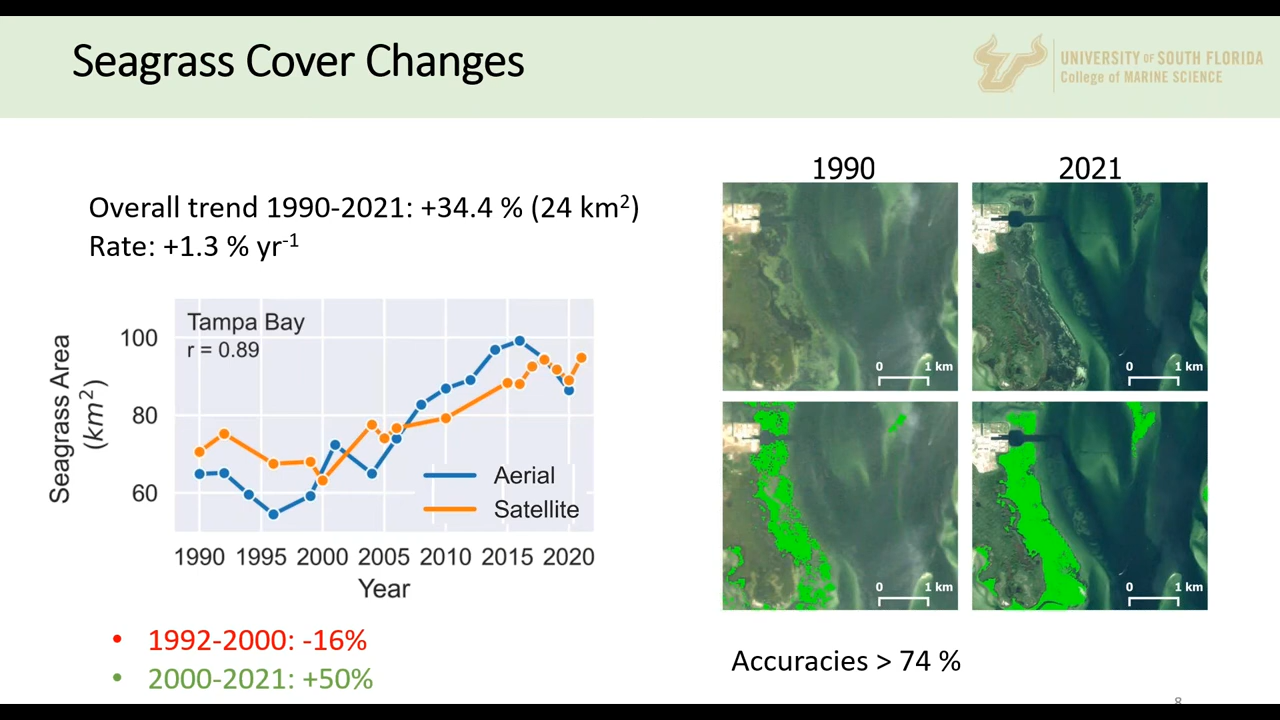 Seagrass Cover Changes
UNIVERSITY OF SOUTH FLORIDA
College of MARINE SCIENCE
Overall trend 1990-2021: +34.4 % (24 km²)
Rate: +1.3 % yr⁻¹
Tampa Bay
r = 0.89
Seagrass Area
(km²)
100
80
60
Aerial
Satellite
1990 1995 2000 2005 2010 2015 2020
Year
• 1992-2000: -16%
• 2000-2021: +50%
1990
2021
0 1 km
0 1 km
0 1 km
0 1 km
Accuracies > 74 %
8